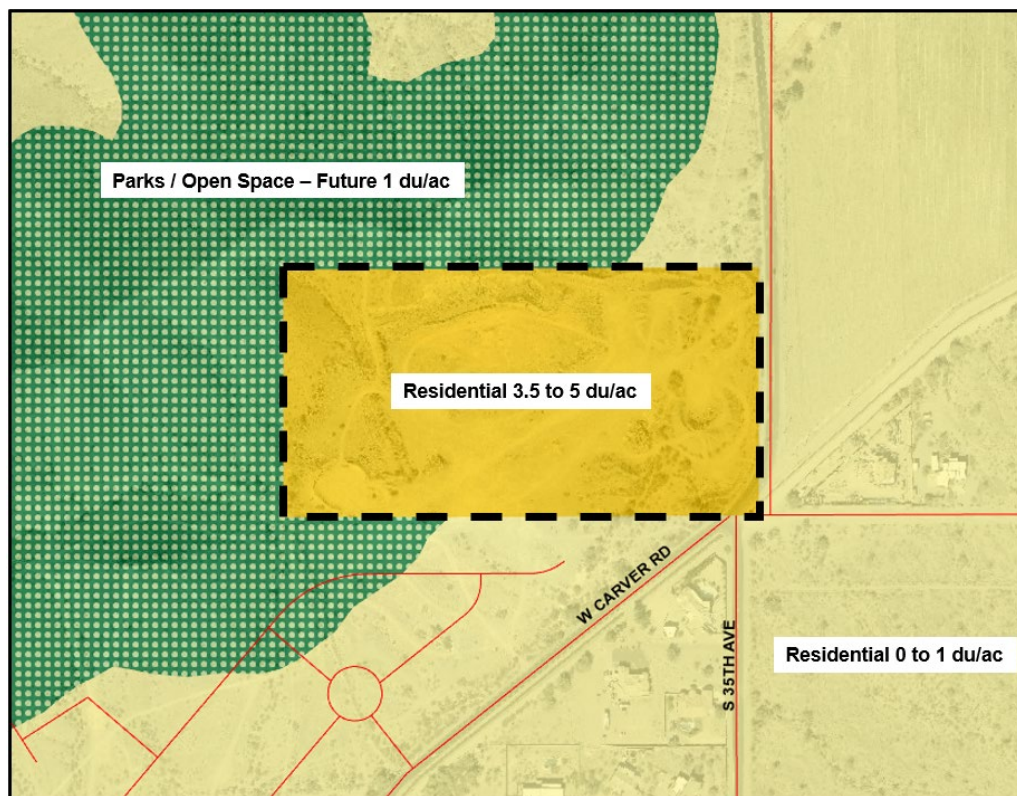 Parks / Open Space – Future 1 du/ac
Residential 3.5 to 5 du/ac
W CARVER RD
S 35TH AVE
Residential 0 to 1 du/ac